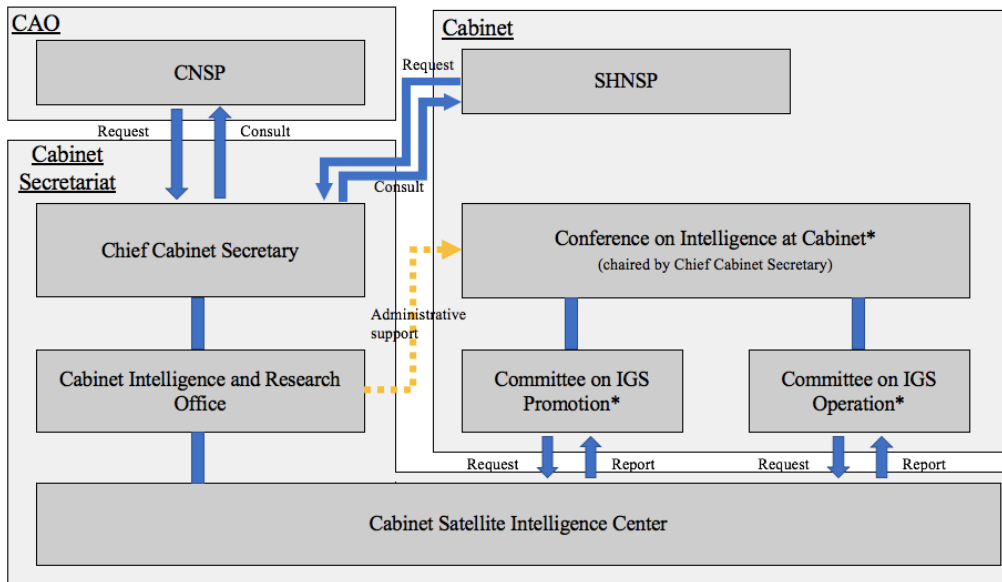 CAO
CNSP
Request
Consult
Cabinet
SHNSP
Request
Consult
Cabinet
Secretariat
Chief Cabinet Secretary
Conference on Intelligence at Cabinet*
(chaired by Chief Cabinet Secretary)
Administrative
support
Cabinet Intelligence and Research
Office
Committee on IGS
Promotion*
Committee on IGS
Operation*
Request
Report
Request
Report
Cabinet Satellite Intelligence Center